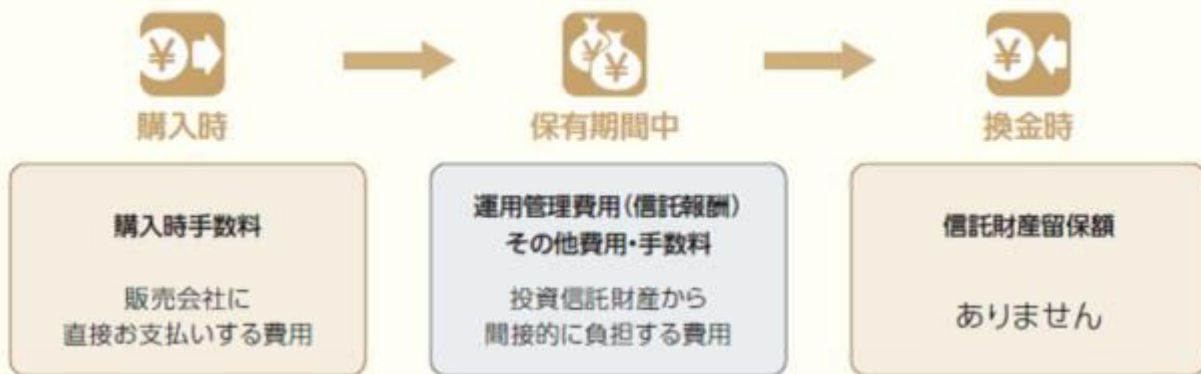 ¥
購入時
購入時手数料
販売会社に
直接お支払いする費用
¥
¥
保有期間中
運用管理費用(信託報酬)
その他費用・手数料
投資信託財産から
間接的に負担する費用
¥
換金時
信託財産留保額
ありません